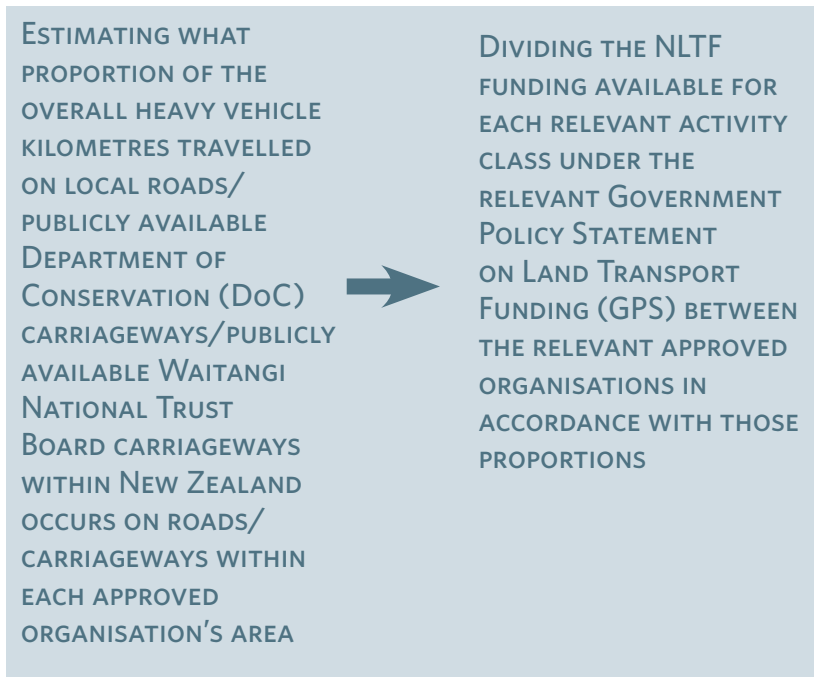 Estimating what
proportion of the
overall heavy vehicle
kilometres travelled
on local roads/
publicly available
Department of
Conservation (DoC)
carriageways/publicly
available Waitangi
National Trust
Board carriageways
within New Zealand
occurs on roads/
carriageways within
each approved
organisation's area
Dividing the NLTF
funding available for
each relevant activity
class under the
relevant Government
Policy Statement
on Land Transport
Funding (GPS) between
the relevant approved
organisations in
accordance with those
proportions